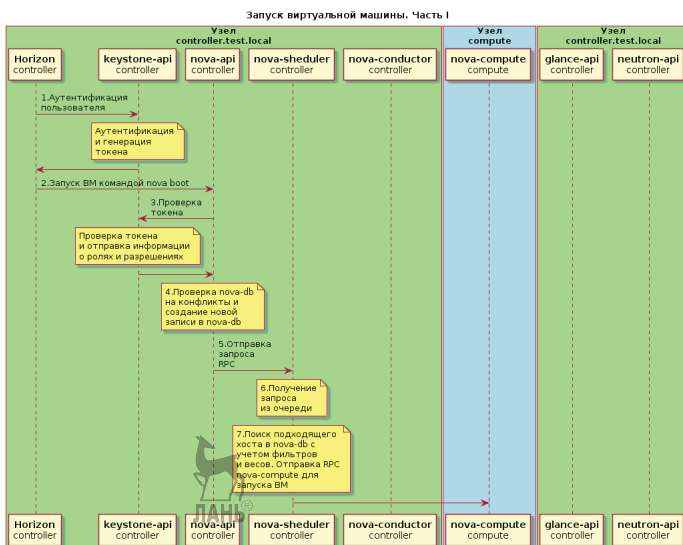 Запуск виртуальной машины. Часть I
Узел
controller.test.local
Узел
compute
Узел
controller.test.local
Horizon
controller
keystone-api
controller
nova-api
controller
nova-sheduler
controller
nova-conductor
controller
nova-compute
compute
glance-api
controller
neutron-api
controller
1.Аутентификация
пользователя
Аутентификация
и генерация
токена
2.Запуск ВМ командой nova boot
3.Проверка
токена
Проверка токена
и отправка информации
о ролях и разрешениях
4.Проверка nova-db
на конфликты и
создание новой
записи в nova-db
5.Отправка
запроса
RPC
6.Получение
запроса
из очереди
7.Поиск подходящего
хоста в nova-db с
учетом фильтров
и весов. Отправка RPC
nova-compute для
запуска ВМ
ЛАНЬ®
Horizon
controller
keystone-api
controller
nova-api
controller
nova-sheduler
controller
nova-conductor
controller
nova-compute
compute
glance-api
controller
neutron-api
controller